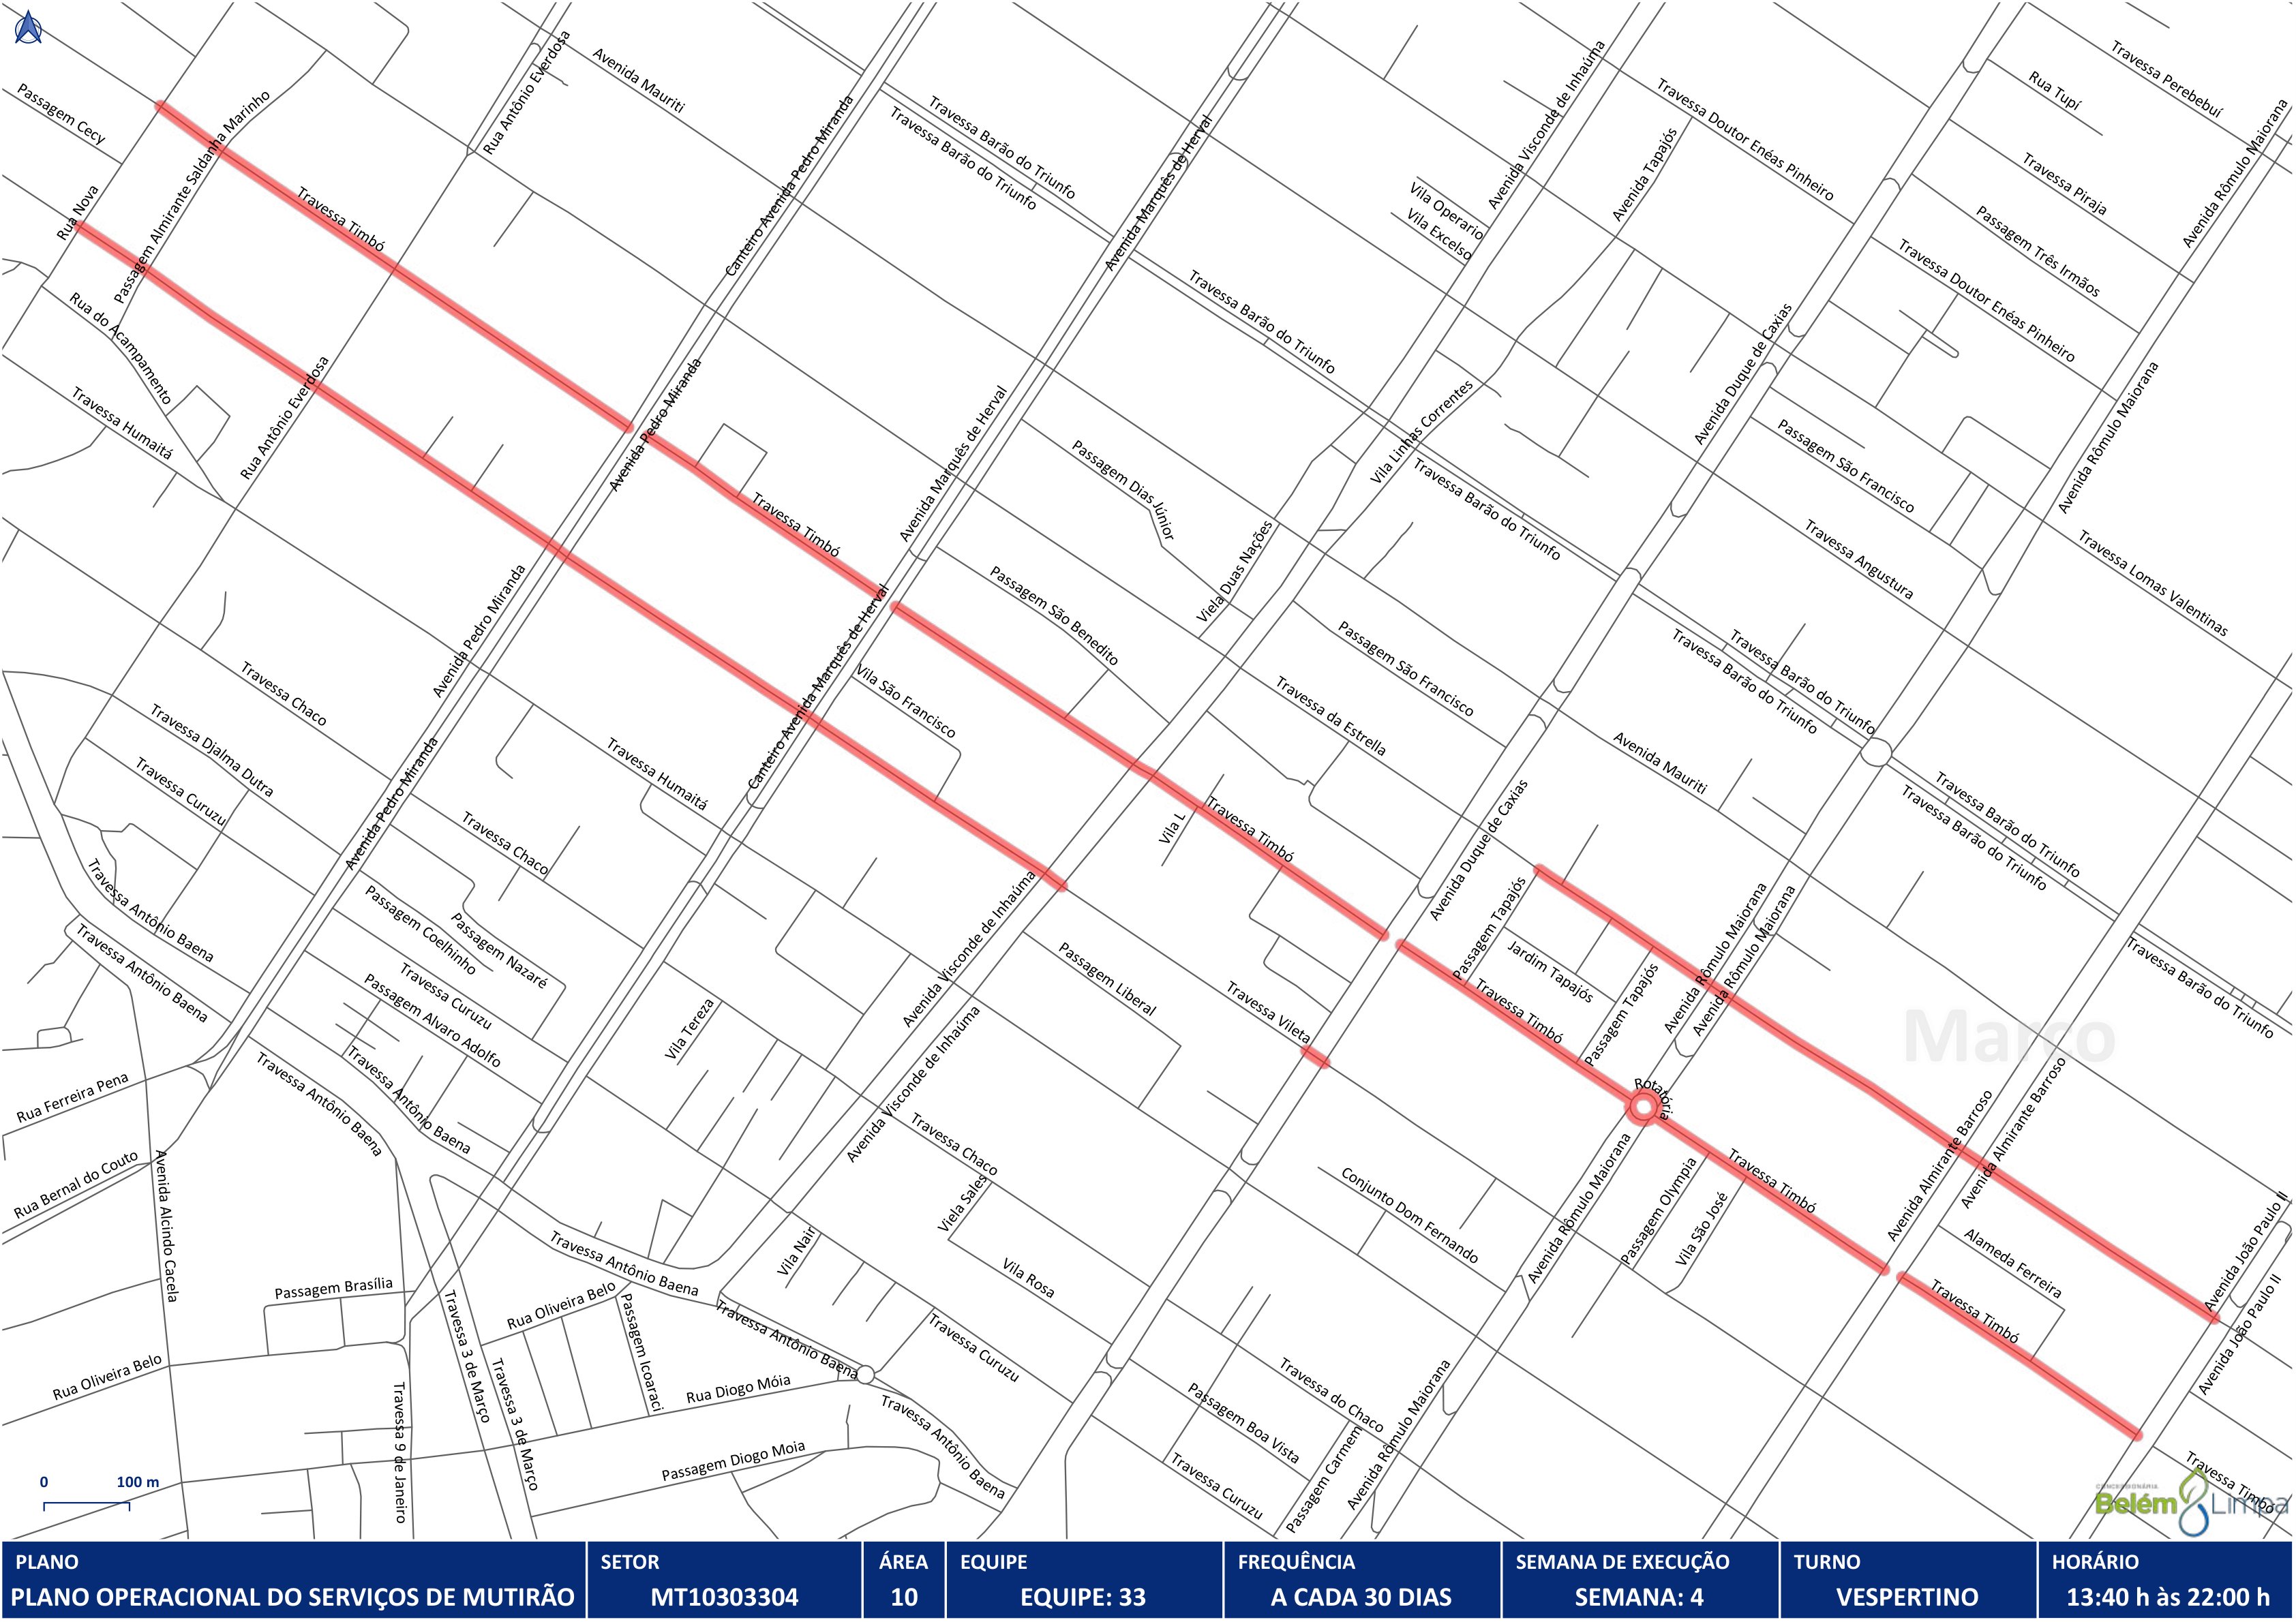 Travessa Perebebuí
Rua Tupí
Avenida Rômulo Maiorana
Travessa Piraja
Passagem Três Irmãos
Travessa Doutor Enéas Pinheiro
Travessa Doutor Enéas Pinheiro
Avenida Visconde de Inhaúma
Avenida Tapajós
Vila Operario
Vila Excelso
Rua Antônio Everdosa
Avenida Mauriti
Canteiro Avenida Pedro Miranda
Travessa Barão do Triunfo
Travessa Barão do Triunfo
Avenida Marquês de Herval
Passagem Cecy
Passagem Almirante Saldanha Marinho
Rua Nova
Travessa Timbó
Rua do Acampamento
Travessa Humaitá
Rua Antônio Everdosa
Avenida Pedro Miranda
Travessa Barão do Triunfo
Avenida Duque de Caxias
Vila Linhas Correntes
Travessa Barão do Triunfo
Passagem São Francisco
Avenida Rômulo Maiorana
Avenida Marquês de Herval
Passagem Dias Júnior
Travessa Timbó
Viela Duas Nações
Travessa Angustura
Travessa Lomas Valentinas
Passagem São Benedito
Passagem São Francisco
Travessa Barão do Triunfo
Travessa Barão do Triunfo
Avenida Pedro Miranda
Canteiro Avenida Marquês de Herval
Vila São Francisco
Travessa da Estrella
Avenida Mauriti
Travessa Chaco
Travessa Djalma Dutra
Travessa Curuzu
Travessa Humaitá
Avenida Pedro Miranda
Travessa Chaco
Vila L
Travessa Timbó
Avenida Duque de Caxias
Travessa Barão do Triunfo
Travessa Barão do Triunfo
Travessa Antônio Baena
Travessa Antônio Baena
Passagem Coelhinho
Passagem Nazaré
Travessa Curuzu
Passagem Alvaro Adolfo
Avenida Visconde de Inhaúma
Passagem Liberal
Travessa Vileta
Passagem Tapajós
Jardim Tapajós
Travessa Timbó
Passagem Tapajós
Avenida Rômulo Maiorana
Avenida Rômulo Maiorana
Travessa Barão do Triunfo
Marco
Vila Tereza
Avenida Visconde de Inhaúma
Rotatória
Rua Ferreira Pena
Travessa Antônio Baena
Travessa Antônio Baena
Rua Bernal do Couto
Avenida Alcindo Cacela
Travessa Chaco
Viela Sales
Vila Rosa
Vila Nair
Conjunto Dom Fernando
Avenida Rômulo Maiorana
Passagem Olympia
Vila São José
Travessa Timbó
Avenida Almirante Barroso
Avenida Almirante Barroso
Alameda Ferreira
Travessa Timbó
Avenida João Paulo II
Avenida João Paulo II
Travessa Antônio Baena
Passagem Brasília
Rua Oliveira Belo
Passagem Icoaraci
Travessa Antônio Baena
Travessa Curuzu
Rua Oliveira Belo
Travessa 3 de Março
Travessa 3 de Março
Travessa 9 de Janeiro
Rua Diogo Móia
Passagem Diogo Moia
Travessa Antônio Baena
Travessa do Chaco
Passagem Boa Vista
Travessa Curuzu
Passagem Carmem
Avenida Rômulo Maiorana
Travessa Timbó
0 100 m
CONCESSIONÁRIA
Belém Limpa
PLANO
PLANO OPERACIONAL DO SERVIÇOS DE MUTIRÃO
SETOR
MT10303304
ÁREA
10
EQUIPE
EQUIPE: 33
FREQUÊNCIA
A CADA 30 DIAS
SEMANA DE EXECUÇÃO
SEMANA: 4
TURNO
VESPERTINO
HORÁRIO
13:40 h às 22:00 h